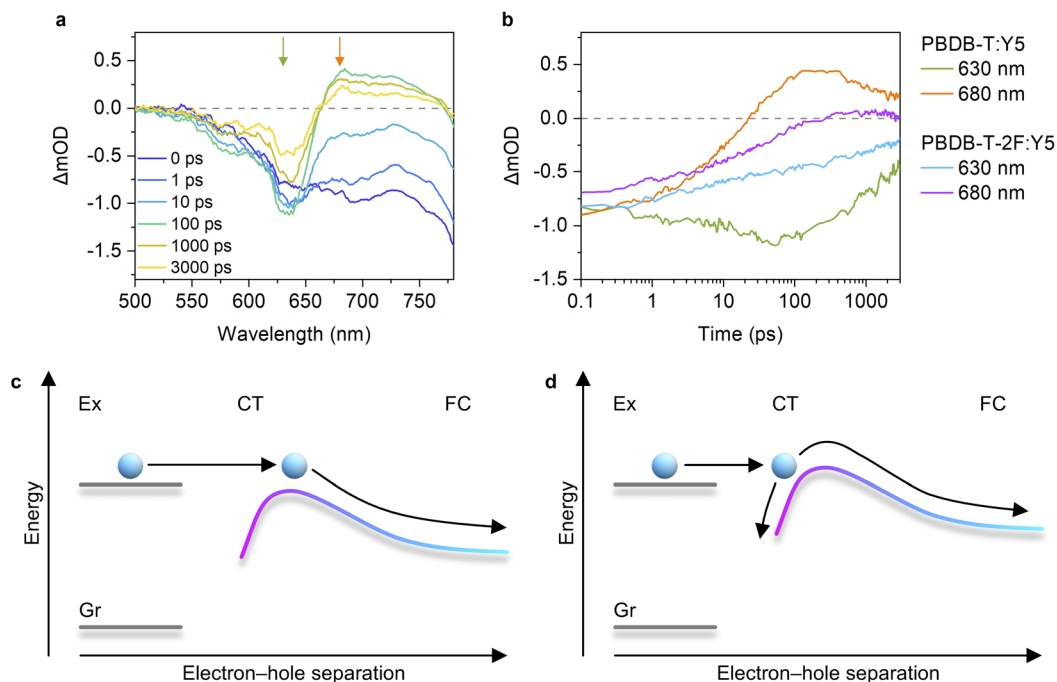 a
ΔmOD
0.5
0.0
-0.5
-1.0
-1.5
0 ps
1 ps
10 ps
100 ps
1000 ps
3000 ps
500 550 600 650 700 750
Wavelength (nm)
b
ΔmOD
0.5
0.0
-0.5
-1.0
-1.5
0.1 1 10 100 1000
Time (ps)
PBDB-T:Y5
630 nm
680 nm
PBDB-T-2F:Y5
630 nm
680 nm
c
Ex CT FC
Energy
Gr
Electron–hole separation
d
Ex CT FC
Energy
Gr
Electron–hole separation